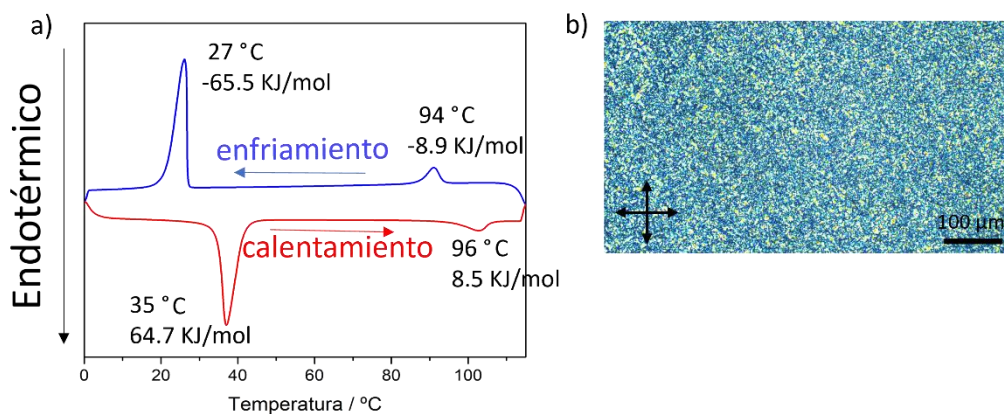 a)
Endotérmico
27 °C
-65.5 KJ/mol
94 °C
-8.9 KJ/mol
enfriamiento
calentamiento
96 °C
8.5 KJ/mol
35 °C
64.7 KJ/mol
0 20 40 60 80 100
Temperatura / ºC
b)
100 µm